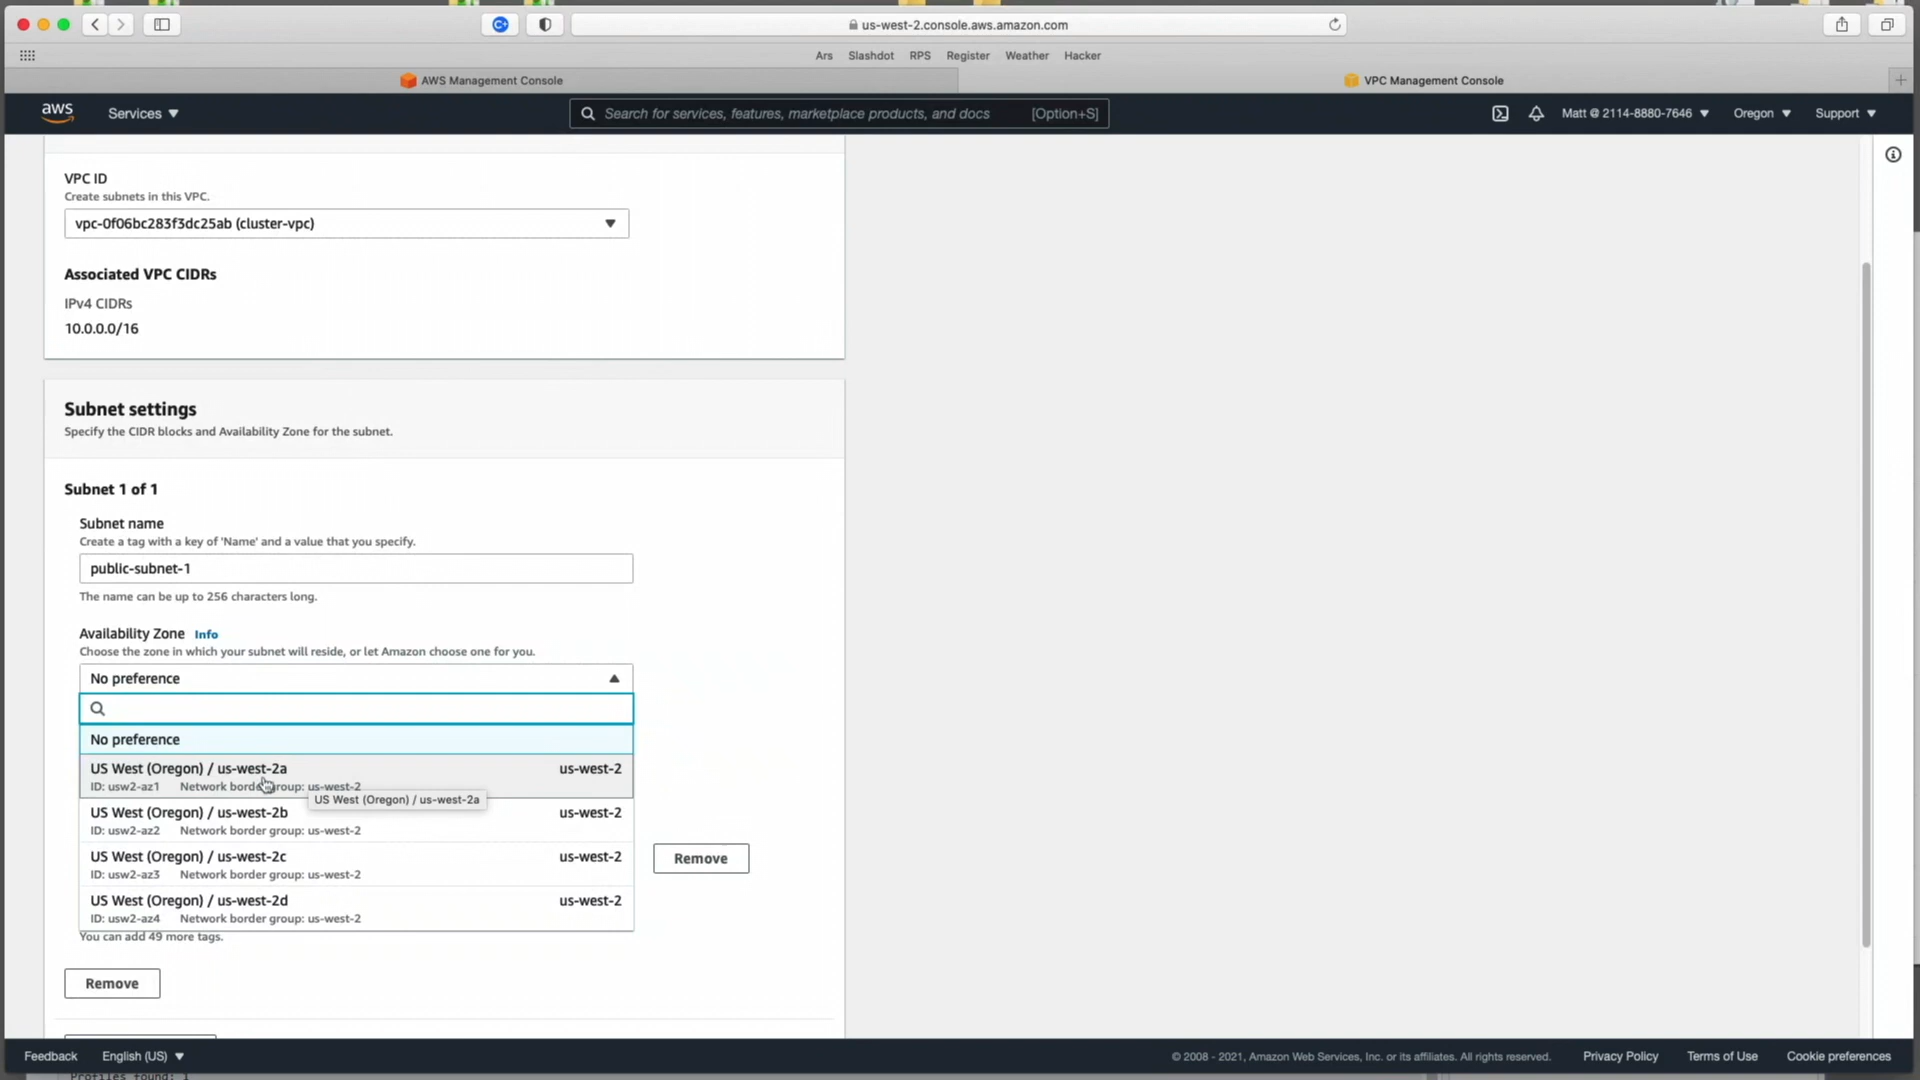 us-west-2.console.aws.amazon.com
Ars Slashdot RPS Register Weather Hacker
AWS Management Console
VPC Management Console
aws
Services
Search for services, features, marketplace products, and docs [Option+S]
Matt @ 2114-8880-7646
Oregon
Support
VPC ID
Create subnets in this VPC.
vpc-0f06bc283f3dc25ab (cluster-vpc)
Associated VPC CIDRs
IPv4 CIDRs
10.0.0.0/16
Subnet settings
Specify the CIDR blocks and Availability Zone for the subnet.
Subnet 1 of 1
Subnet name
Create a tag with a key of 'Name' and a value that you specify.
public-subnet-1
The name can be up to 256 characters long.
Availability Zone Info
Choose the zone in which your subnet will reside, or let Amazon choose one for you.
No preference
No preference
US West (Oregon) / us-west-2a us-west-2
ID: usw2-az1 Network border group: us-west-2
US West (Oregon) / us-west-2a
US West (Oregon) / us-west-2b us-west-2
ID: usw2-az2 Network border group: us-west-2
US West (Oregon) / us-west-2c us-west-2
ID: usw2-az3 Network border group: us-west-2
Remove
US West (Oregon) / us-west-2d us-west-2
ID: usw2-az4 Network border group: us-west-2
You can add 49 more tags.
Remove
Feedback English (US)
© 2008 - 2021, Amazon Web Services, Inc. or its affiliates. All rights reserved. Privacy Policy Terms of Use Cookie preferences
Profiles found: 1